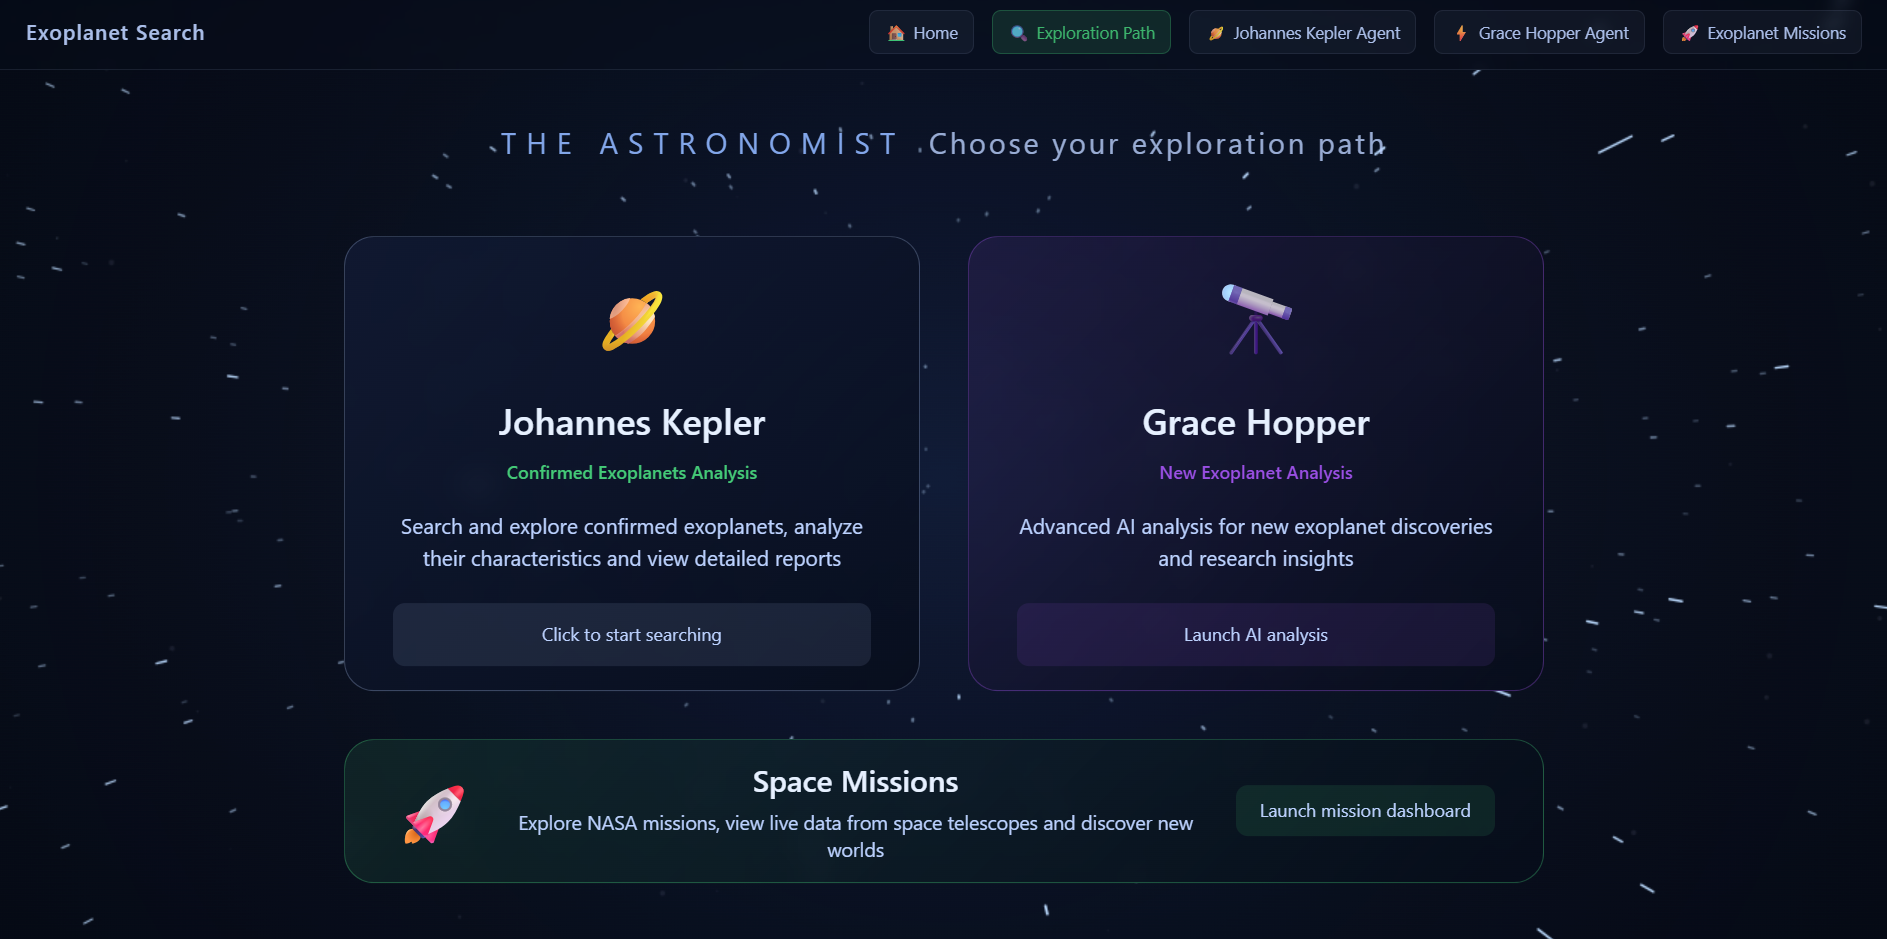 Exoplanet Search
Home
Exploration Path
Johannes Kepler Agent
Grace Hopper Agent
Exoplanet Missions
THE ASTRONOMIST Choose your exploration path
Johannes Kepler
Confirmed Exoplanets Analysis
Search and explore confirmed exoplanets, analyze
their characteristics and view detailed reports
Click to start searching
Grace Hopper
New Exoplanet Analysis
Advanced AI analysis for new exoplanet discoveries
and research insights
Launch AI analysis
Space Missions
Explore NASA missions, view live data from space telescopes and discover new
worlds
Launch mission dashboard